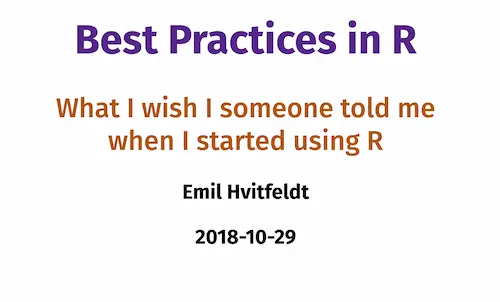 Best Practices in R
What I wish I someone told me
when I started using R
Emil Hvitfeldt
2018-10-29